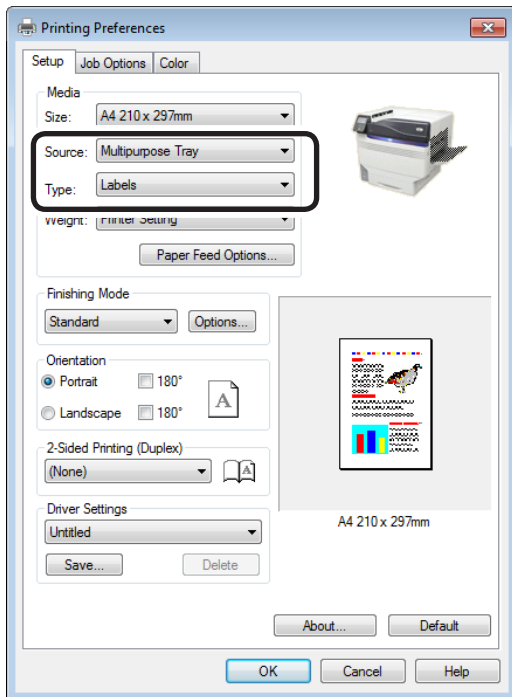 Printing Preferences
Setup Job Options Color
Media
Size: A4 210 x 297mm
Source: Multipurpose Tray
Type: Labels
Weight: Printer Setting
Paper Feed Options...
Finishing Mode
Standard Options...
Orientation
Portrait 180°
Landscape 180°
A
2-Sided Printing (Duplex)
(None) A
Driver Settings
Untitled
Save... Delete
A4 210 x 297mm
About... Default
OK Cancel Help